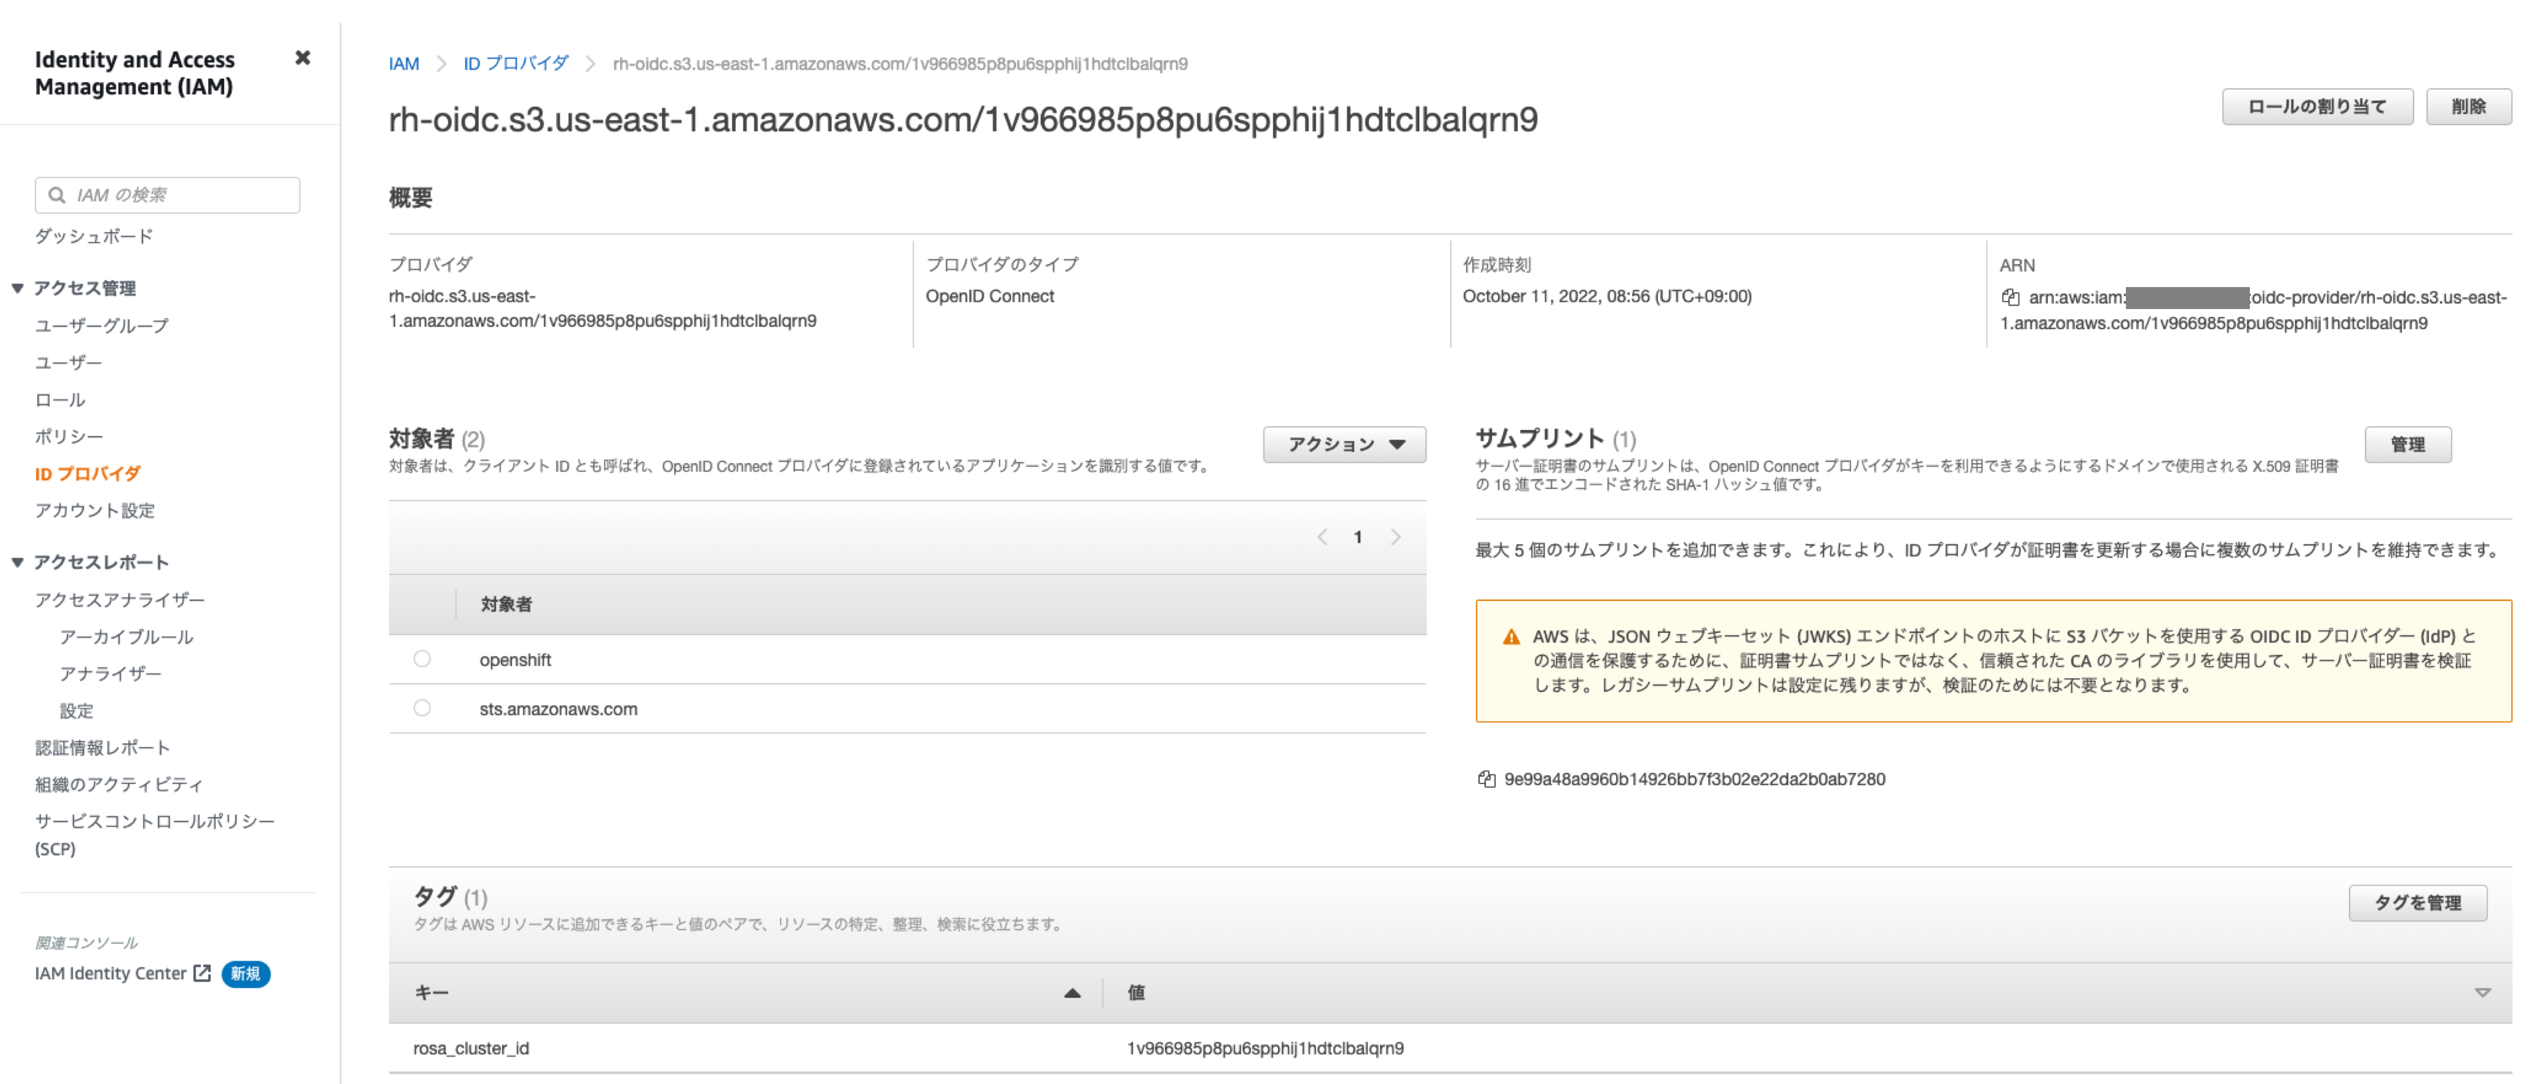 Identity and Access
Management (IAM)
IAM の検索
ダッシュボード
アクセス管理
ユーザーグループ
ユーザー
ロール
ポリシー
ID プロバイダ
アカウント設定
アクセスレポート
アクセスアナライザー
アーカイブルール
アナライザー
設定
認証情報レポート
組織のアクティビティ
サービスコントロールポリシー
(SCP)
関連コンソール
IAM Identity Center 新規
IAM ID プロバイダ rh-oidc.s3.us-east-1.amazonaws.com/1v966985p8pu6spphij1hdtclbalqrn9
rh-oidc.s3.us-east-1.amazonaws.com/1v966985p8pu6spphij1hdtclbalqrn9
ロールの割り当て 削除
概要
プロバイダ
rh-oidc.s3.us-east-
1.amazonaws.com/1v966985p8pu6spphij1hdtclbalqrn9
プロバイダのタイプ
OpenID Connect
作成時刻
October 11, 2022, 08:56 (UTC+09:00)
ARN
arn:aws:iam: :oidc-provider/rh-oidc.s3.us-east-
1.amazonaws.com/1v966985p8pu6spphij1hdtclbalqrn9
対象者 (2)
アクション
対象者は、クライアント ID とも呼ばれ、OpenID Connect プロバイダに登録されているアプリケーションを識別する値です。
1
対象者
openshift
sts.amazonaws.com
サムプリント (1)
管理
サーバー証明書のサムプリントは、OpenID Connect プロバイダがキーを利用できるようにするドメインで使用される X.509 証明書
の 16 進でエンコードされた SHA-1 ハッシュ値です。
最大 5 個のサムプリントを追加できます。これにより、ID プロバイダが証明書を更新する場合に複数のサムプリントを維持できます。
AWS は、JSON ウェブキーセット (JWKS) エンドポイントのホストに S3 バケットを使用する OIDC ID プロバイダー (IdP) と
の通信を保護するために、証明書サムプリントではなく、信頼された CA のライブラリを使用して、サーバー証明書を検証
します。レガシーサムプリントは設定に残りますが、検証のためには不要となります。
9e99a48a9960b14926bb7f3b02e22da2b0ab7280
タグ (1)
タグは AWS リソースに追加できるキーと値のペアで、リソースの特定、整理、検索に役立ちます。
タグを管理
キー 値
rosa_cluster_id 1v966985p8pu6spphij1hdtclbalqrn9